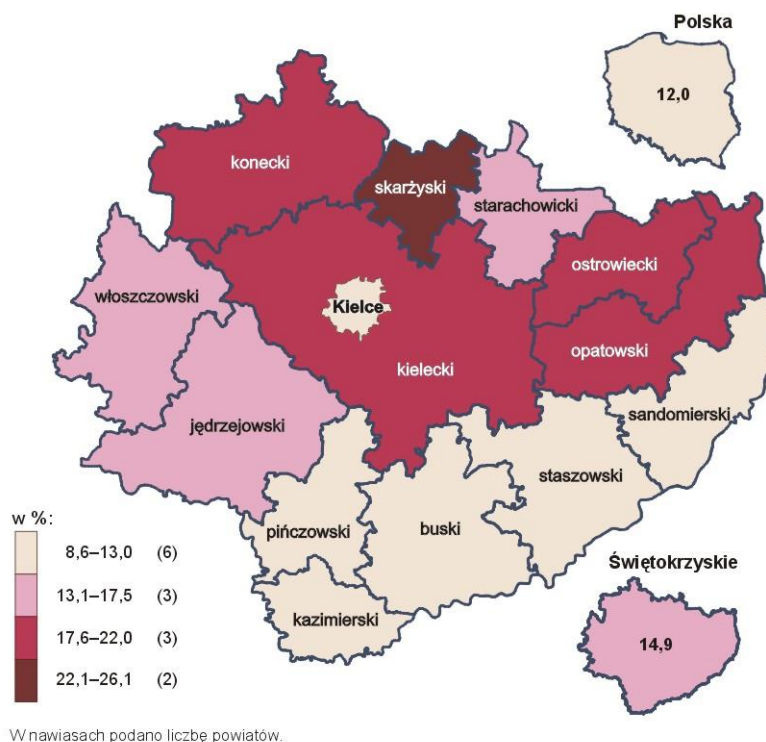 Polska
12,0
konecki
skarżyski
starachowicki
ostrowiecki
włoszczowski
Kielce
opatowski
kielecki
sandomierski
jędrzejowski
staszowski
w %:
8,6–13,0 (6)
pińczowski
buski
13,1–17,5 (3)
Świętokrzyskie
kazimierski
17,6–22,0 (3)
14,9
22,1–26,1 (2)
W nawiasach podano liczbę powiatów.